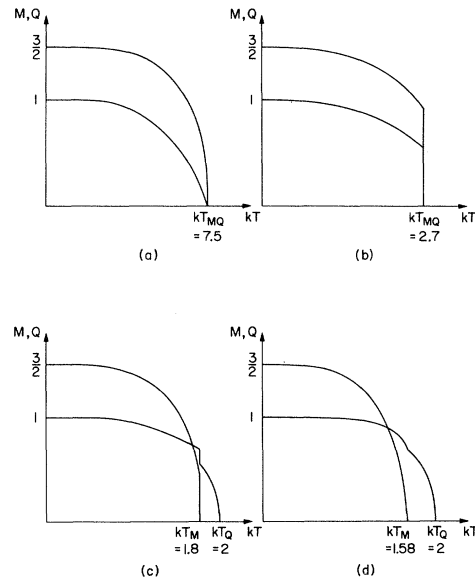 M, Q
3
2
1
kT_MQ kT
= 7.5
(a)
M, Q
3
2
1
kT_MQ kT
= 2.7
(b)
M, Q
3
2
1
kT_M kT_Q kT
= 1.8 = 2
(c)
M, Q
3
2
1
kT_M kT_Q kT
= 1.58 = 2
(d)